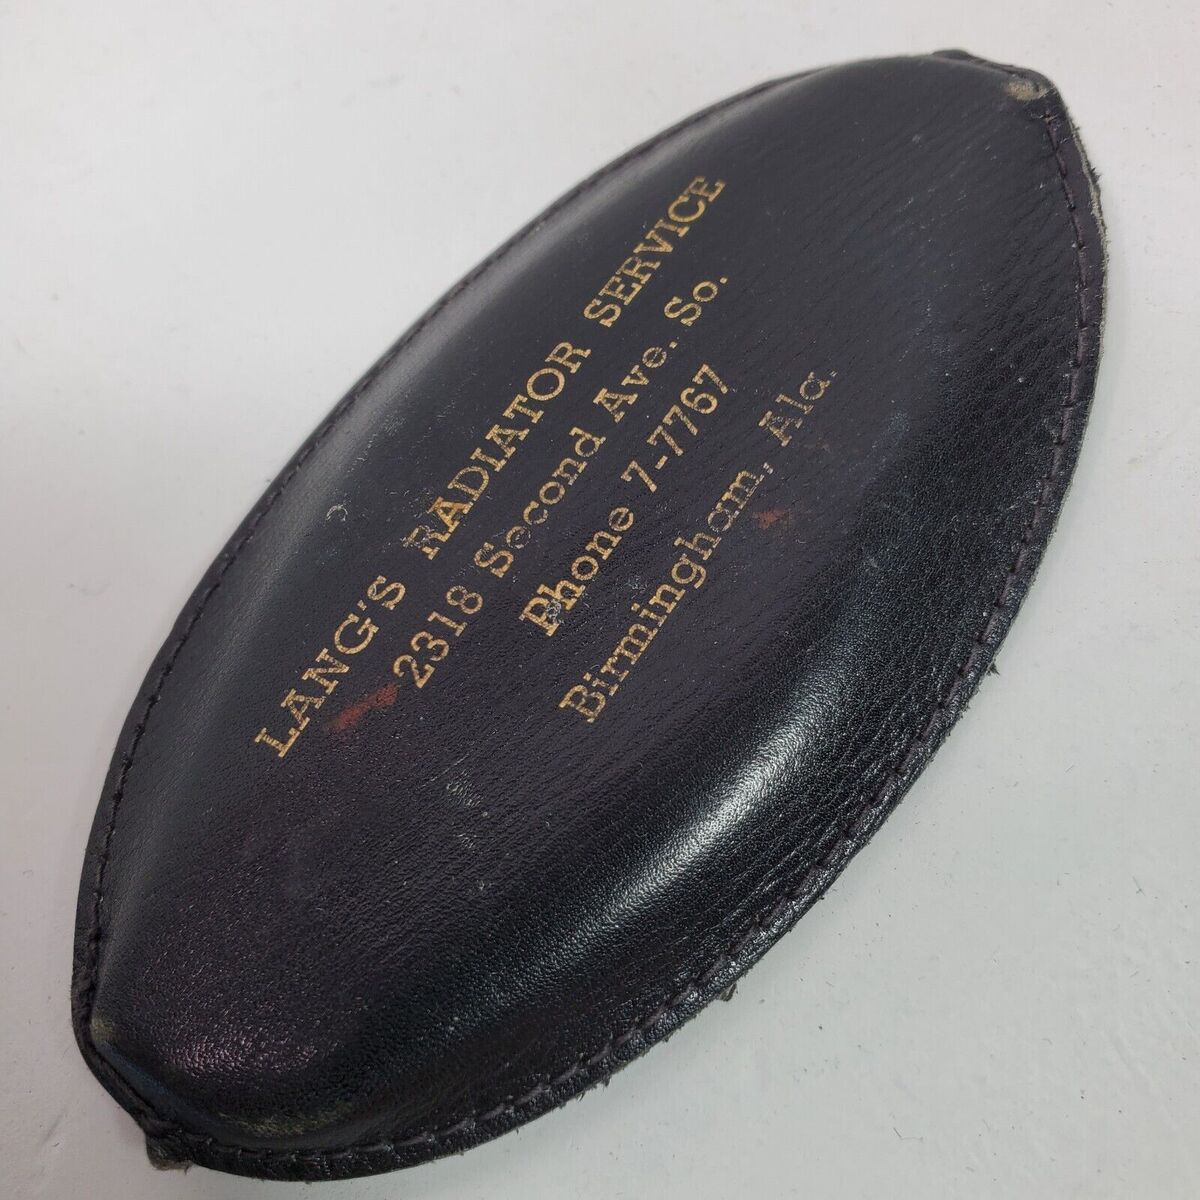 LANG'S RADIATOR SERVICE
2318 Second Ave. So.
Phone 7-7767
Birmingham, Ala.